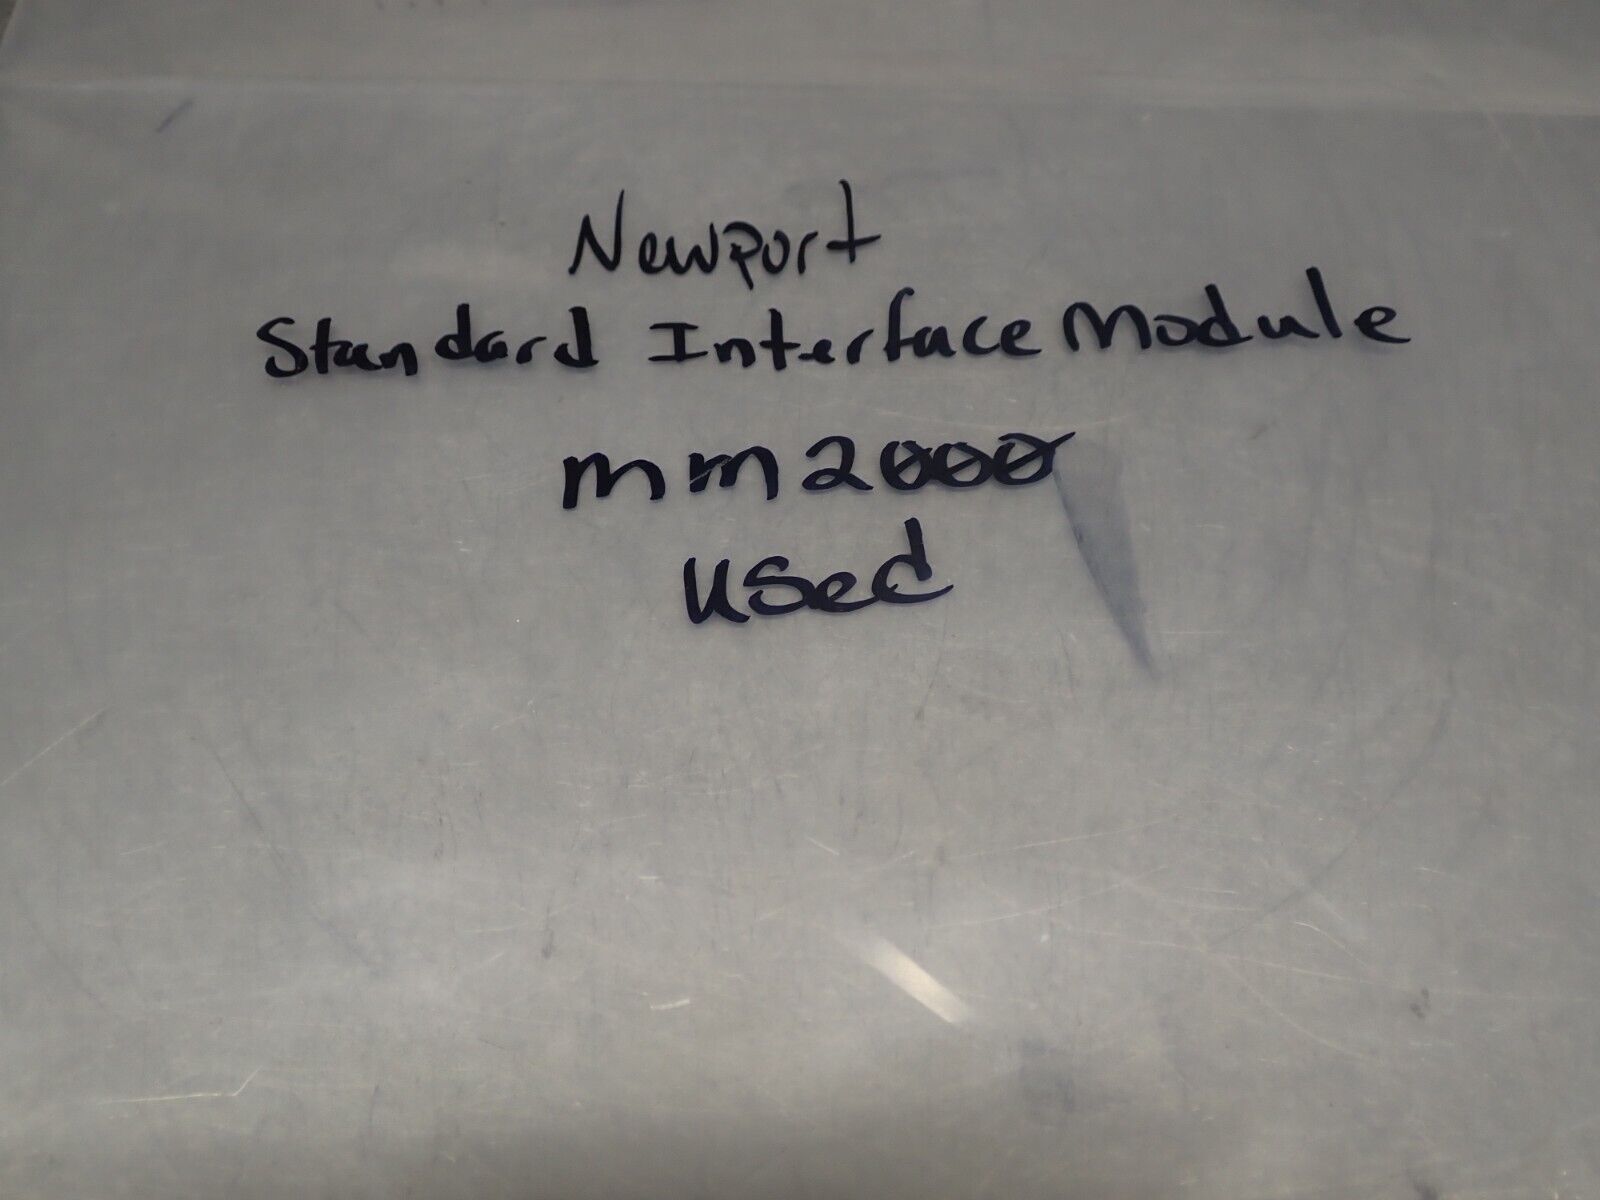 Newport
Standard Interface Module
mm2000
used